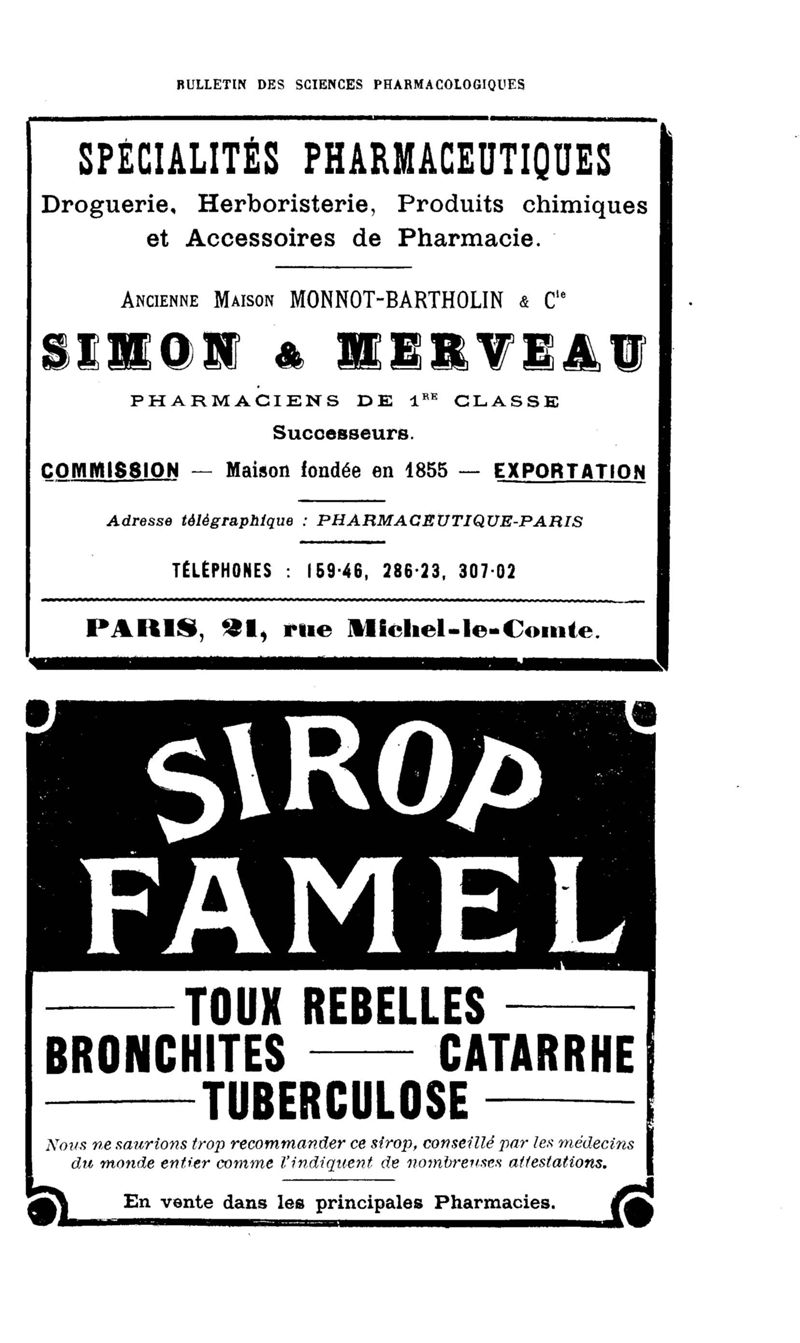 BULLETIN DES SCIENCES PHARMACOLOGIQUES
SPÉCIALITÉS PHARMACEUTIQUES
Droguerie, Herboristerie, Produits chimiques
et Accessoires de Pharmacie.
ANCIENNE MAISON MONNOT-BARTHOLIN & Cie
SIMON & MERVEAU
PHARMACIENS DE 1RE CLASSE
Successeurs.
COMMISSION — Maison fondée en 1855 — EXPORTATION
Adresse télégraphique : PHARMACEUTIQUE-PARIS
TÉLÉPHONES : 159·46, 286·23, 307·02
PARIS, 21, rue Michel-le-Comte.
SIROP
FAMEL
TOUX REBELLES
BRONCHITES — CATARRHE
TUBERCULOSE
Nous ne saurions trop recommander ce sirop, conseillé par les médecins
du monde entier comme l'indiquent de nombreuses attestations.
En vente dans les principales Pharmacies.